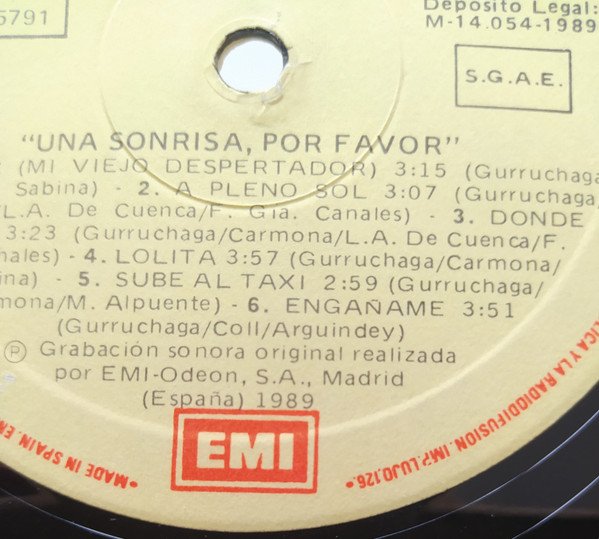 5791
Deposito Legal:
M-14.054-1989
S.G.A.E.
"UNA SONRISA, POR FAVOR"
(MI VIEJO DESPERTADOR) 3:15 (Gurruchaga
Sabina) - 2. A PLENO SOL 3:07 (Gurruchaga/
/L.A. De Cuenca/F. Gía. Canales) - 3. DONDE
3:23 (Gurruchaga/Carmona/L.A. De Cuenca/F.
nales) - 4. LOLITA 3:57 (Gurruchaga/Carmona/
ina) - 5. SUBE AL TAXI 2:59 (Gurruchaga/
mona/M. Alpuente) - 6. ENGAÑAME 3:51
(Gurruchaga/Coll/Arguindey)
Ⓟ Grabación sonora original realizada
por EMI-Odeon, S.A., Madrid
(España) 1989
EMI
LICA Y LA RADIODIFUSION. IMP. LUJO, 126.•
•MADE IN SPAIN. EN